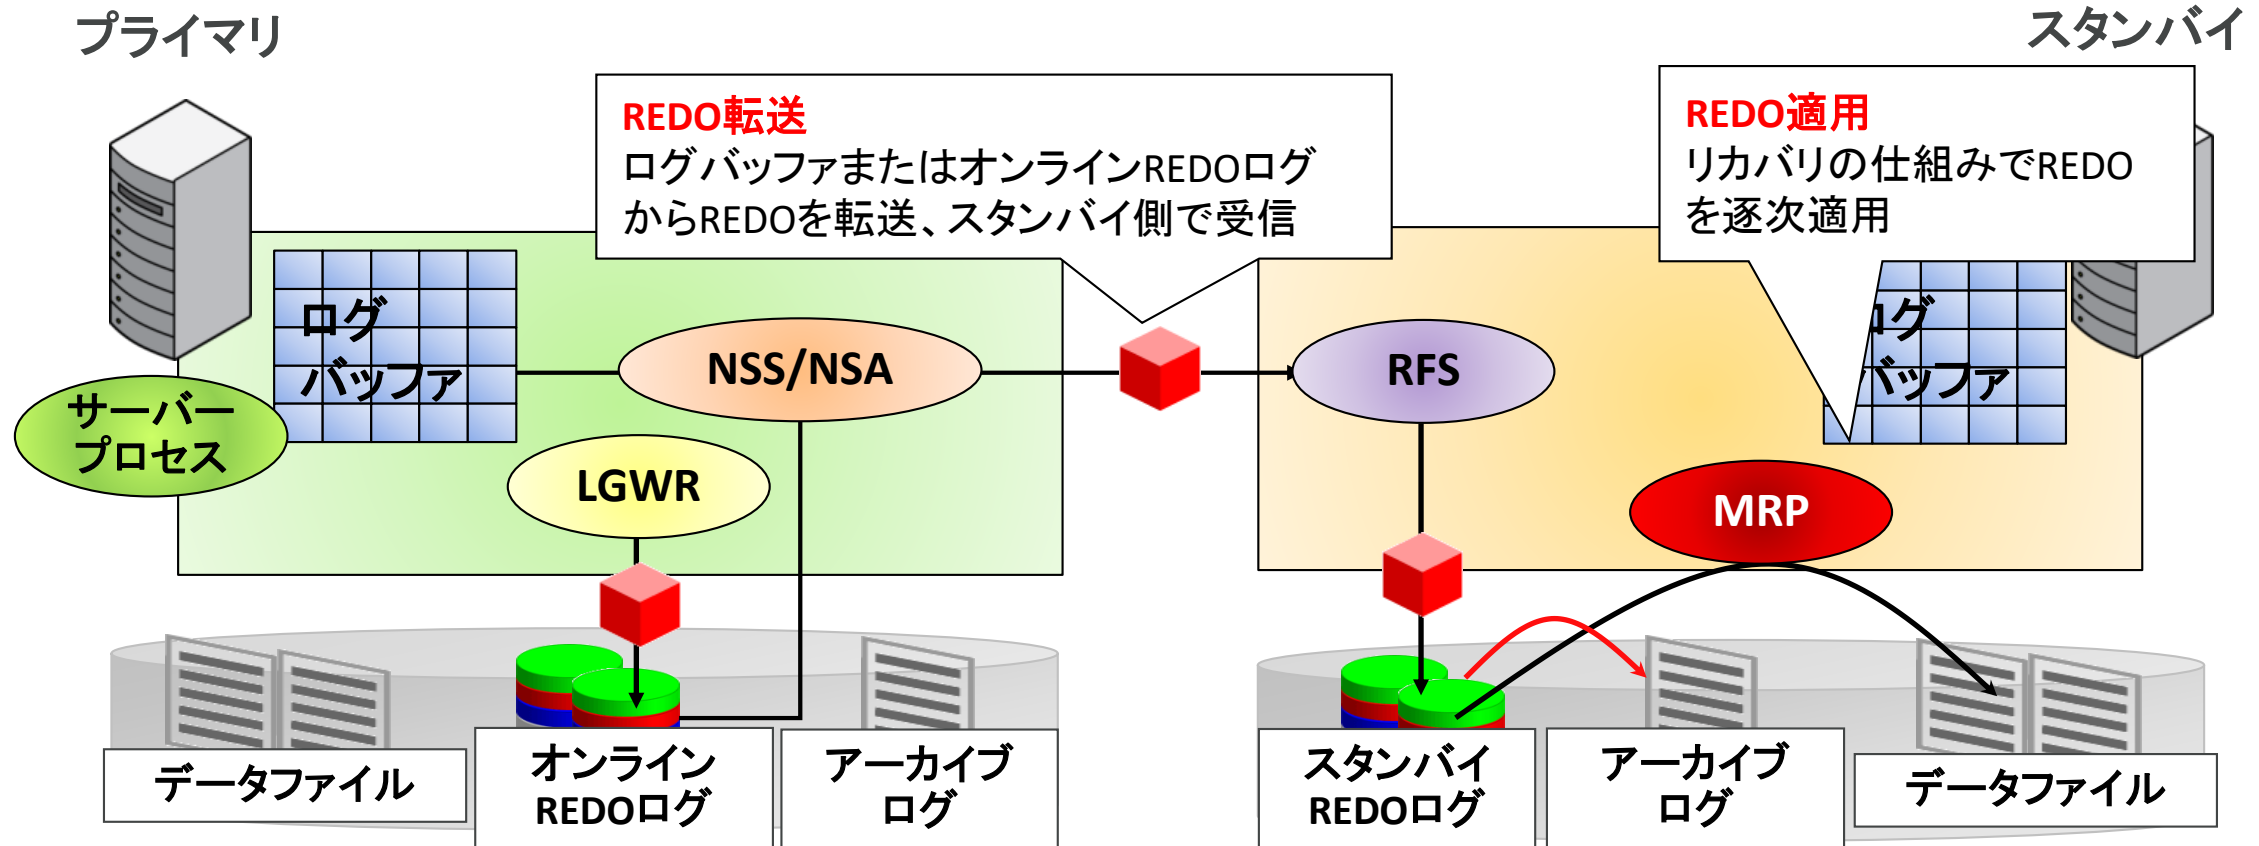 プライマリ
スタンバイ
REDO転送
ログバッファまたはオンラインREDOログ
からREDOを転送、スタンバイ側で受信
REDO適用
リカバリの仕組みでREDO
を逐次適用
ログ
バッファ
サーバー
プロセス
NSS/NSA
LGWR
RFS
ログ
バッファ
MRP
データファイル
オンライン
REDOログ
アーカイブ
ログ
スタンバイ
REDOログ
アーカイブ
ログ
データファイル